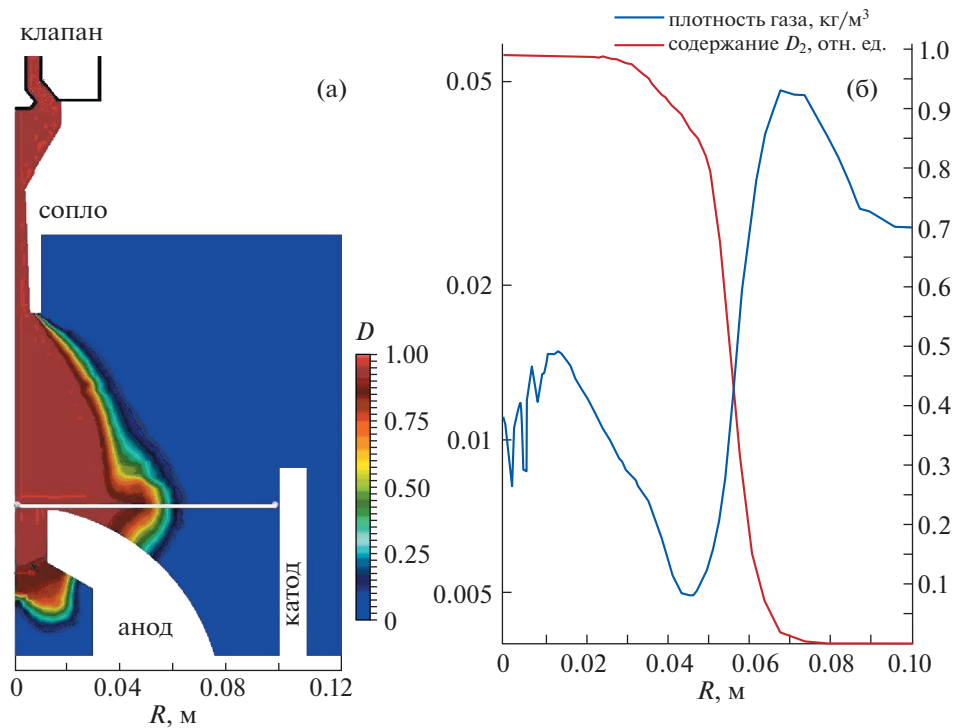 клапан
(а)
сопло
D
1.00
0.75
0.50
0.25
0
анод
катод
0 0.04 0.08 0.12
R, м
плотность газа, кг/м³
содержание D₂, отн. ед.
(б)
0.05
0.02
0.01
0.005
1.0
0.9
0.8
0.7
0.6
0.5
0.4
0.3
0.2
0.1
0 0.02 0.04 0.06 0.08 0.10
R, м